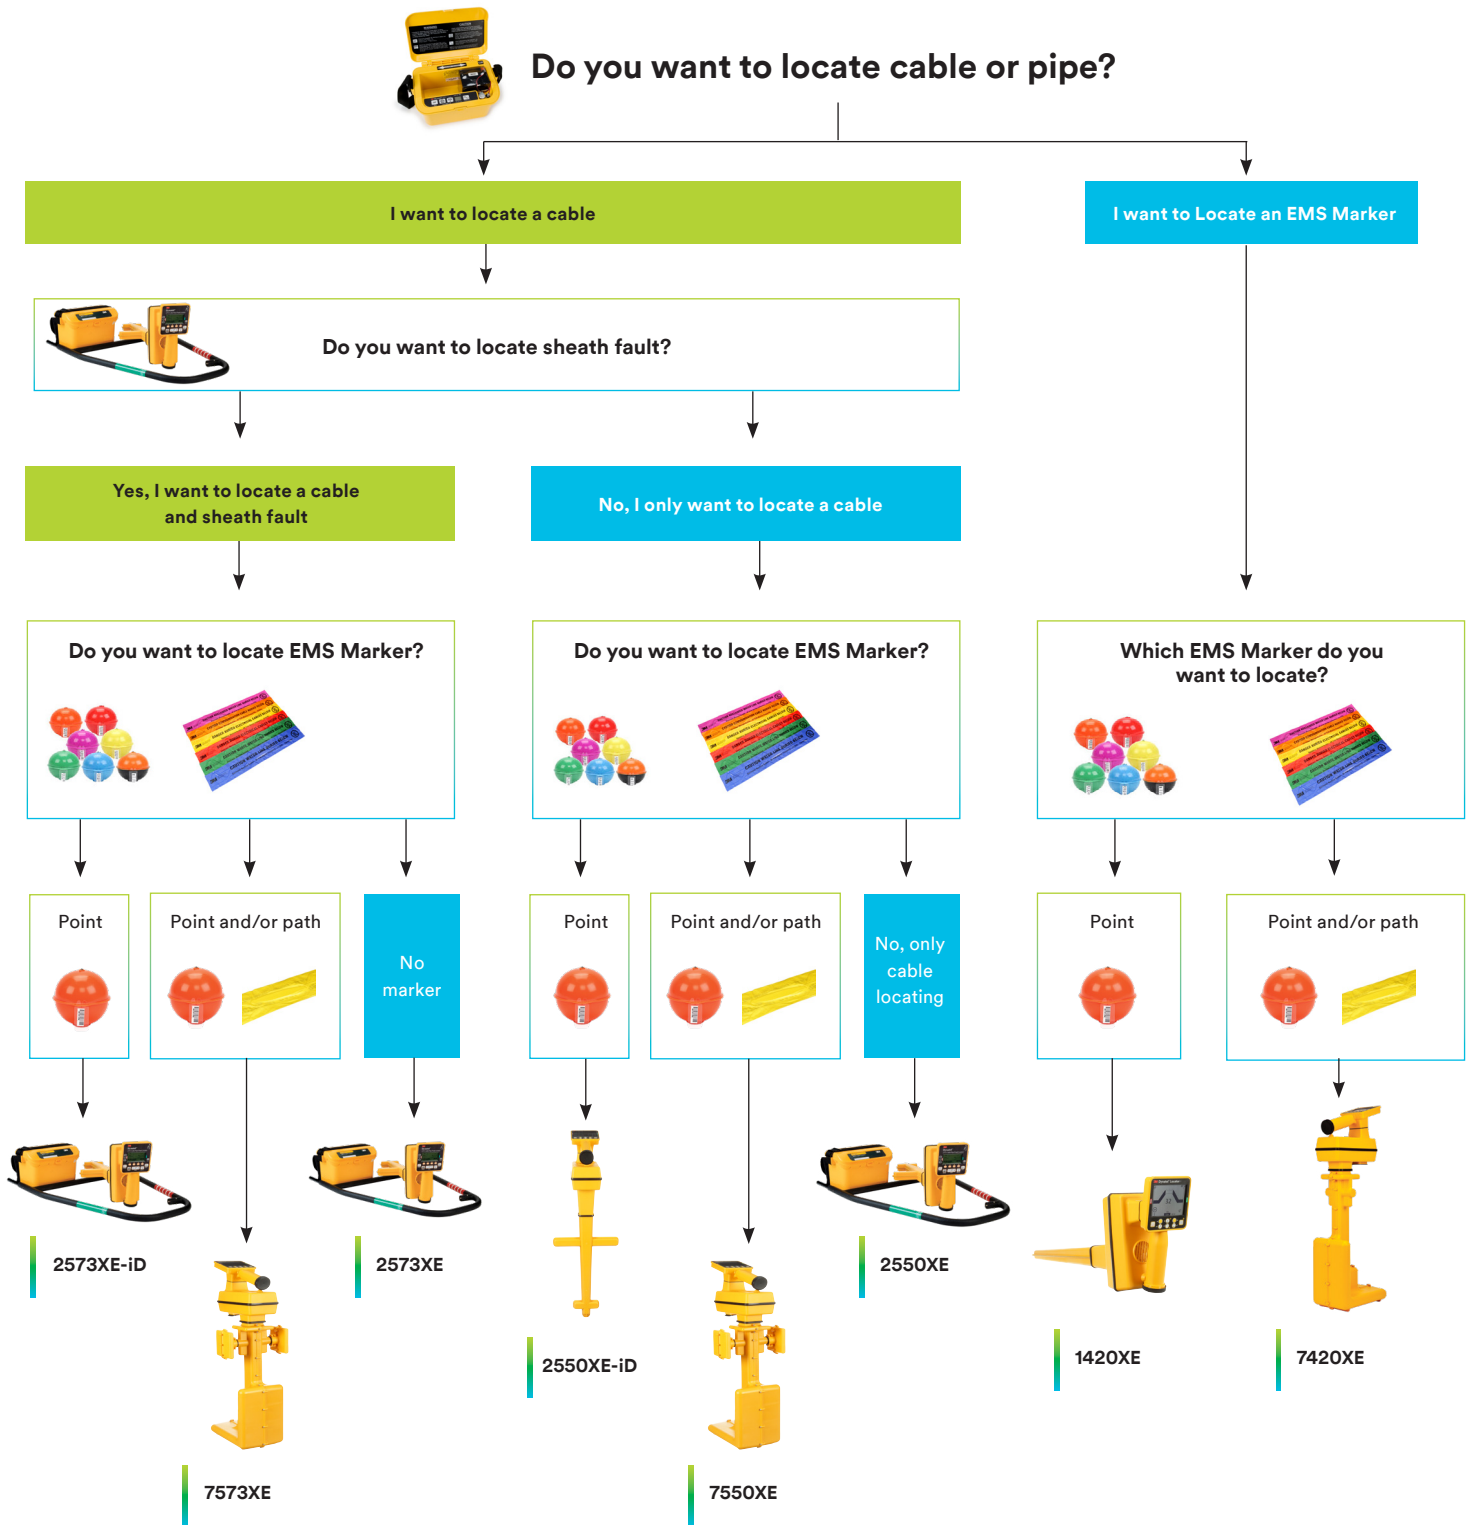 Do you want to locate cable or pipe?
I want to locate a cable
I want to Locate an EMS Marker
Do you want to locate sheath fault?
Yes, I want to locate a cable
and sheath fault
No, I only want to locate a cable
Do you want to locate EMS Marker?
Do you want to locate EMS Marker?
Which EMS Marker do you
want to locate?
Point
Point and/or path
No
marker
Point
Point and/or path
No, only
cable
locating
Point
Point and/or path
2573XE-iD
2573XE
2550XE
2550XE-iD
1420XE
7420XE
7573XE
7550XE